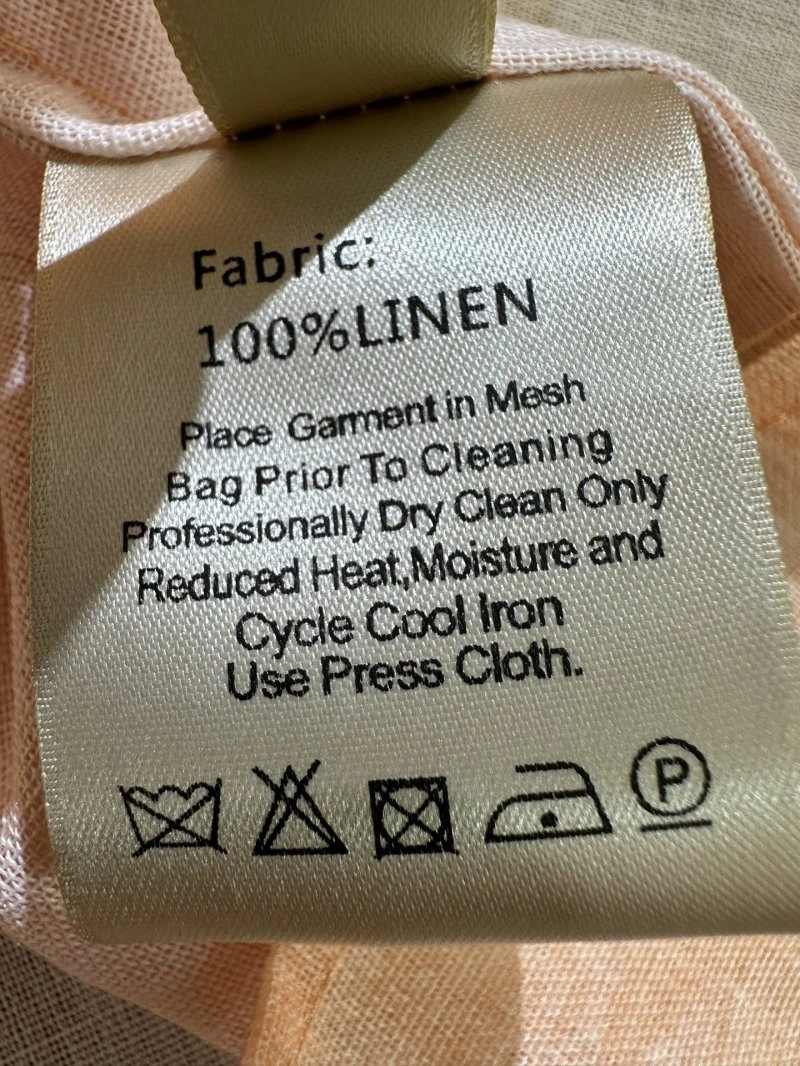 Fabric:
100%LINEN
Place Garment in Mesh
Bag Prior To Cleaning
Professionally Dry Clean Only
Reduced Heat,Moisture and
Cycle Cool Iron
Use Press Cloth.
P